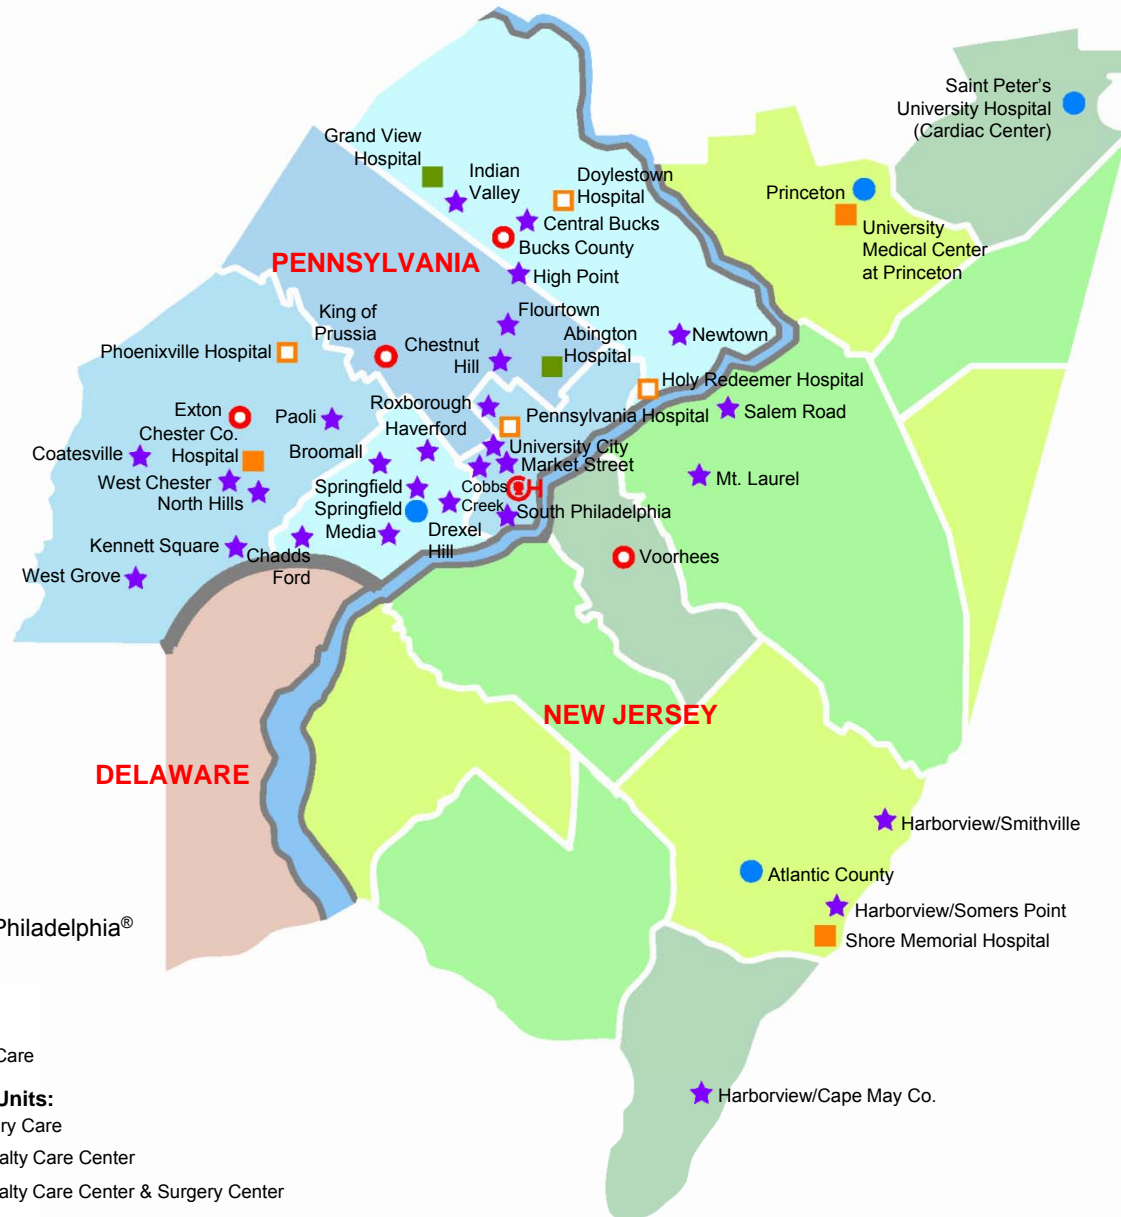 Saint Peter's
University Hospital
(Cardiac Center)
Grand View
Hospital
Indian
Valley
Doylestown
Hospital
Princeton
Central Bucks
University
Medical Center
at Princeton
Bucks County
PENNSYLVANIA
High Point
King of
Prussia
Flourtown
Phoenixville Hospital
Chestnut
Hill
Abington
Hospital
Newtown
Holy Redeemer Hospital
Exton
Paoli
Roxborough
Pennsylvania Hospital
Salem Road
Chester Co.
Hospital
Haverford
Coatesville
Broomall
University City
Market Street
West Chester
North Hills
Springfield
Cobbs
Creek
Mt. Laurel
Springfield
South Philadelphia
Media
Drexel
Hill
Kennett Square
Chadds
Ford
Voorhees
West Grove
NEW JERSEY
DELAWARE
Harborview/Smithville
Atlantic County
Harborview/Somers Point
Philadelphia®
Shore Memorial Hospital
Care
Harborview/Cape May Co.
Units:
ry Care
alty Care Center
alty Care Center & Surgery Center